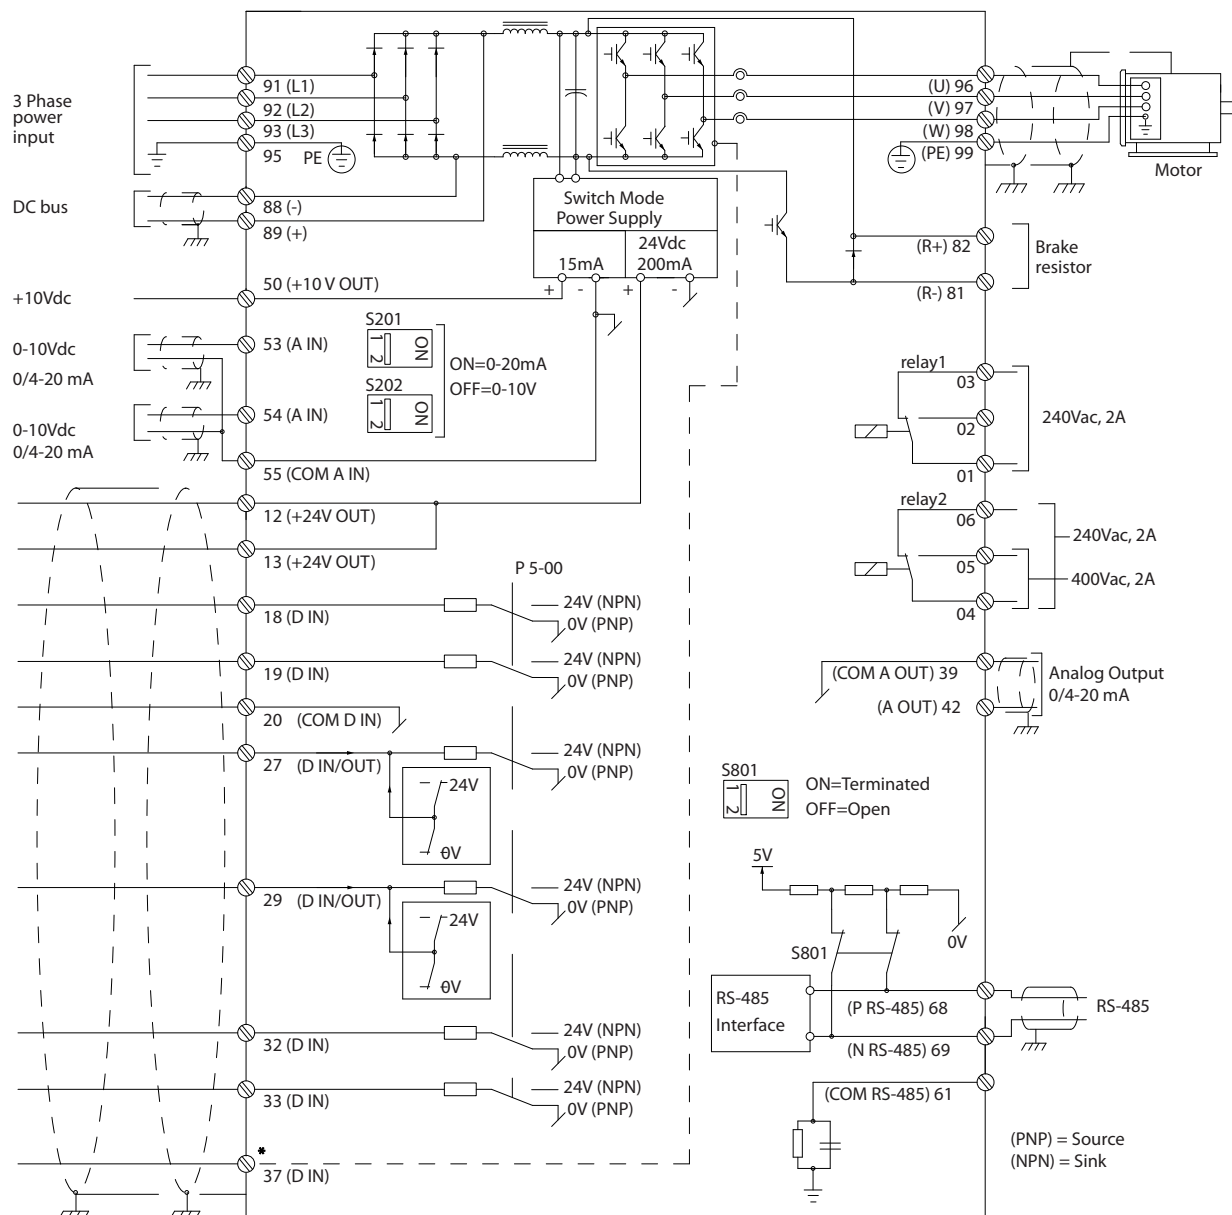 3 Phase
power
input
91 (L1)
92 (L2)
93 (L3)
95
PE
DC bus
88 (-)
89 (+)
Switch Mode
Power Supply
15mA
24Vdc
200mA
+
-
+
-
+10Vdc
50 (+10 V OUT)
0-10Vdc
0/4-20 mA
53 (A IN)
S201
1 2
ON
ON=0-20mA
OFF=0-10V
S202
1 2
ON
0-10Vdc
0/4-20 mA
54 (A IN)
55 (COM A IN)
12 (+24V OUT)
13 (+24V OUT)
P 5-00
18 (D IN)
24V (NPN)
0V (PNP)
19 (D IN)
24V (NPN)
0V (PNP)
20 (COM D IN)
27 (D IN/OUT)
24V (NPN)
0V (PNP)
24V
0V
29 (D IN/OUT)
24V (NPN)
0V (PNP)
24V
0V
32 (D IN)
24V (NPN)
0V (PNP)
33 (D IN)
24V (NPN)
0V (PNP)
*
37 (D IN)
(U) 96
(V) 97
(W) 98
(PE) 99
Motor
(R+) 82
Brake
resistor
(R-) 81
relay1
03
02
240Vac, 2A
01
relay2
06
240Vac, 2A
05
400Vac, 2A
04
(COM A OUT) 39
Analog Output
0/4-20 mA
(A OUT) 42
S801
1 2
ON
ON=Terminated
OFF=Open
5V
0V
S801
RS-485
Interface
(P RS-485) 68
RS-485
(N RS-485) 69
(COM RS-485) 61
(PNP) = Source
(NPN) = Sink